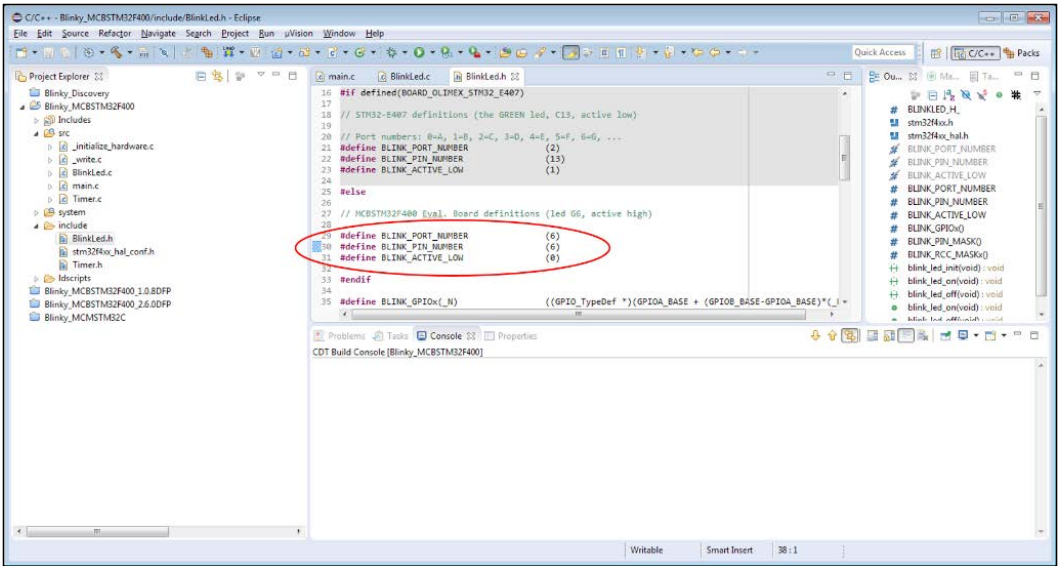 C/C++ - Blinky_MCBSTM32F400/include/BlinkLed.h - Eclipse
File Edit Source Refactor Navigate Search Project Run µVision Window Help
Quick Access C/C++ Packs
Project Explorer
Blinky_Discovery
Blinky_MCBSTM32F400
Includes
src
_initialize_hardware.c
_write.c
BlinkLed.c
main.c
Timer.c
system
include
BlinkLed.h
stm32f4xx_hal_conf.h
Timer.h
ldscripts
Blinky_MCBSTM32F400_1.0.8DFP
Blinky_MCBSTM32F400_2.6.0DFP
Blinky_MCMSTM32C
main.c BlinkLed.c BlinkLed.h
16 #if defined(BOARD_OLIMEX_STM32_E407)
17
18 // STM32-E407 definitions (the GREEN led, C13, active low)
19
20 // Port numbers: 0=A, 1=B, 2=C, 3=D, 4=E, 5=F, 6=G, ...
21 #define BLINK_PORT_NUMBER (2)
22 #define BLINK_PIN_NUMBER (13)
23 #define BLINK_ACTIVE_LOW (1)
24
25 #else
26
27 // MCBSTM32F400 Eval. Board definitions (led G6, active high)
28
29 #define BLINK_PORT_NUMBER (6)
30 #define BLINK_PIN_NUMBER (6)
31 #define BLINK_ACTIVE_LOW (0)
32
33 #endif
34
35 #define BLINK_GPIOx(_N) ((GPIO_TypeDef *)(GPIOA_BASE + (GPIOB_BASE-GPIOA_BASE)*(_
Ou... Ma... Ta...
BLINKLED_H_
stm32f4xx.h
stm32f4xx_hal.h
BLINK_PORT_NUMBER
BLINK_PIN_NUMBER
BLINK_ACTIVE_LOW
BLINK_PORT_NUMBER
BLINK_PIN_NUMBER
BLINK_ACTIVE_LOW
BLINK_GPIOx()
BLINK_PIN_MASK()
BLINK_RCC_MASKx()
blink_led_init(void) : void
blink_led_on(void) : void
blink_led_off(void) : void
blink_led_on(void) : void
blink_led_off(void) : void
Problems Tasks Console Properties
CDT Build Console [Blinky_MCBSTM32F400]
Writable Smart Insert 38 : 1